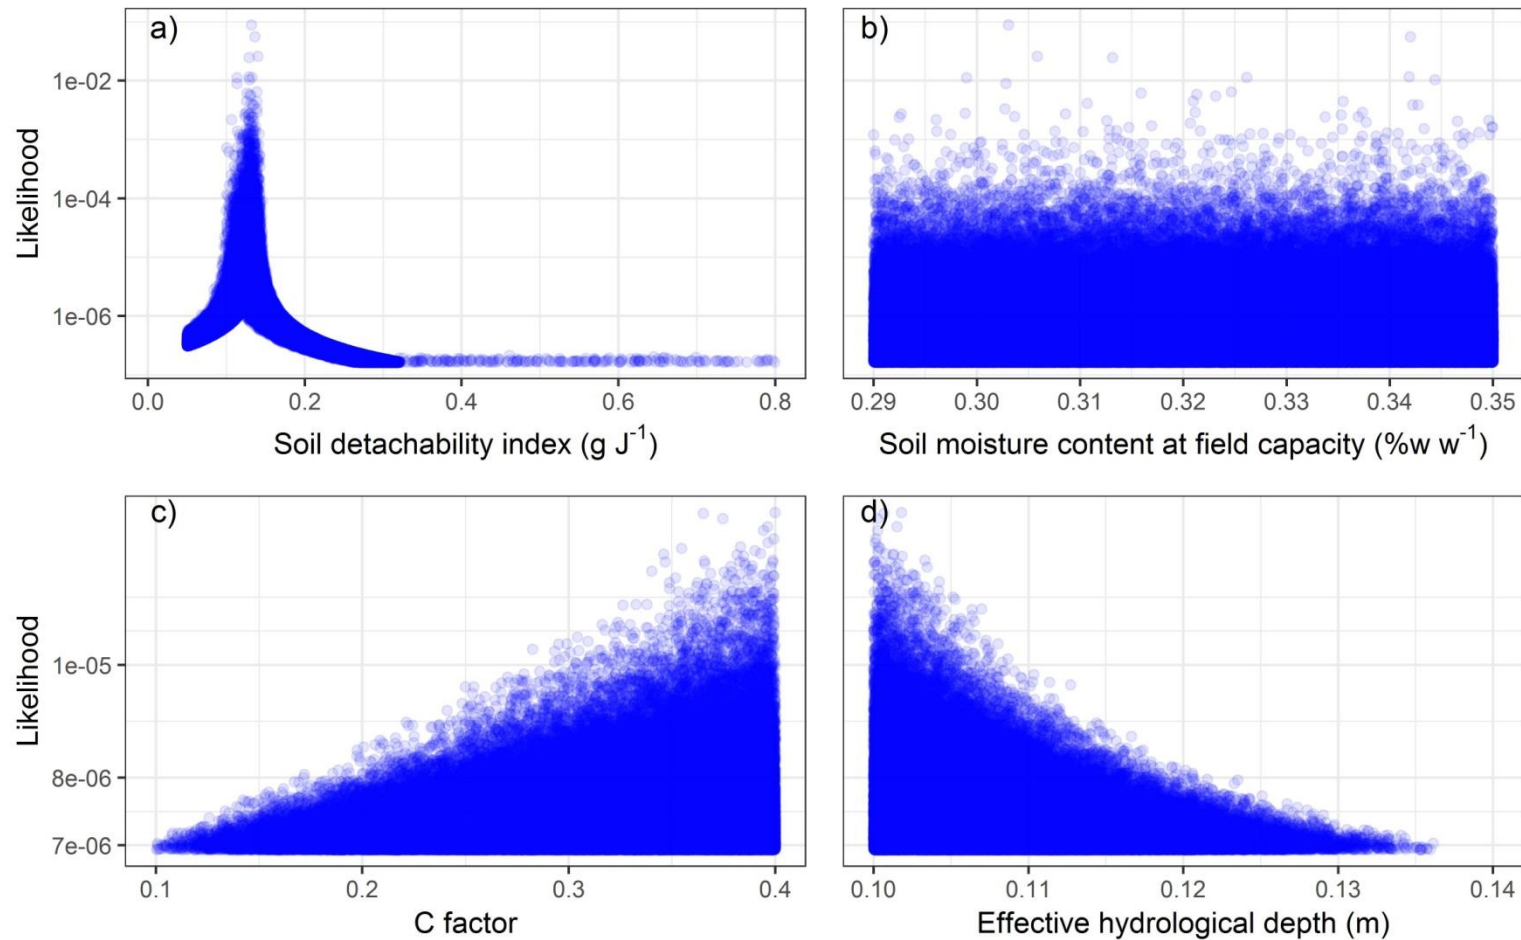 a)
b)
Likelihood
1e-02
1e-04
1e-06
0.0 0.2 0.4 0.6 0.8
0.29 0.30 0.31 0.32 0.33 0.34 0.35
Soil detachability index (g J⁻¹)
Soil moisture content at field capacity (%w w⁻¹)
c)
d)
Likelihood
1e-05
8e-06
7e-06
0.1 0.2 0.3 0.4
0.10 0.11 0.12 0.13 0.14
C factor
Effective hydrological depth (m)